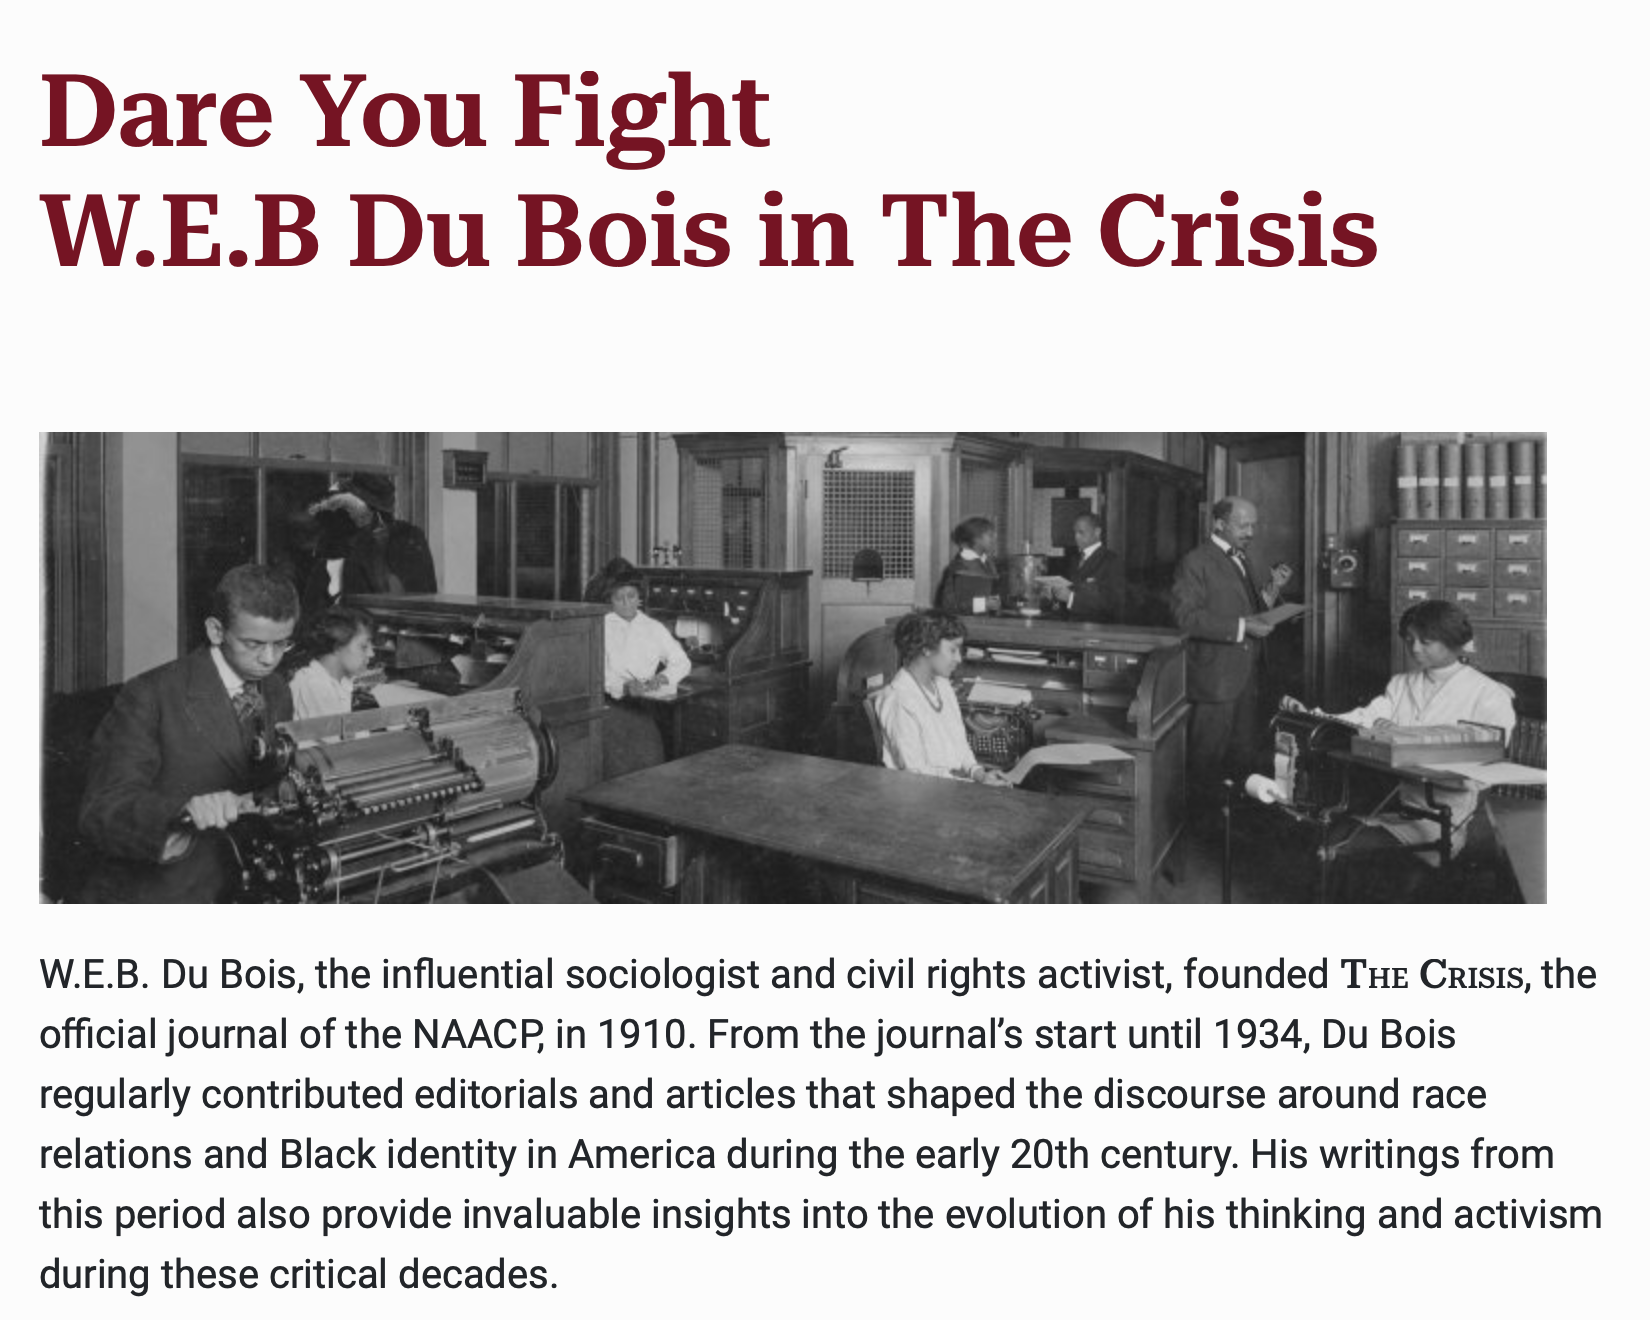 Dare You Fight
W.E.B Du Bois in The Crisis
W.E.B. Du Bois, the influential sociologist and civil rights activist, founded The Crisis, the
official journal of the NAACP, in 1910. From the journal’s start until 1934, Du Bois
regularly contributed editorials and articles that shaped the discourse around race
relations and Black identity in America during the early 20th century. His writings from
this period also provide invaluable insights into the evolution of his thinking and activism
during these critical decades.